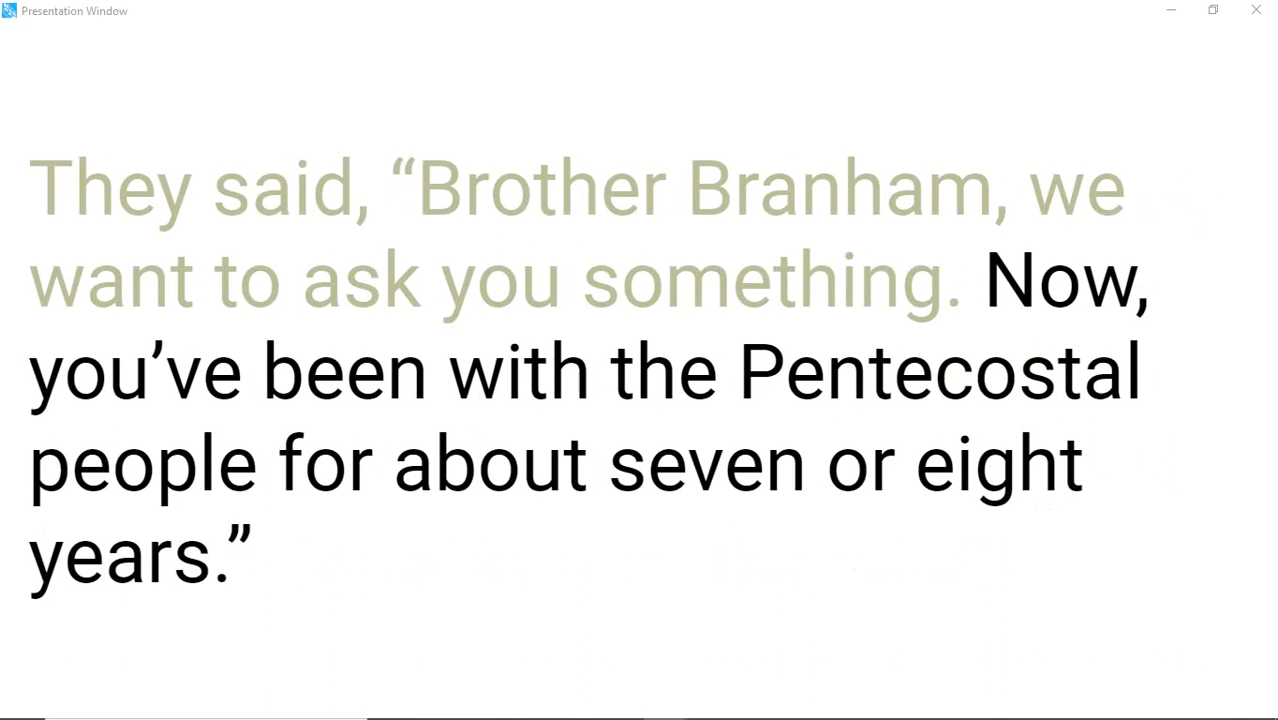 Presentation Window
They said, “Brother Branham, we
want to ask you something. Now,
you’ve been with the Pentecostal
people for about seven or eight
years.”